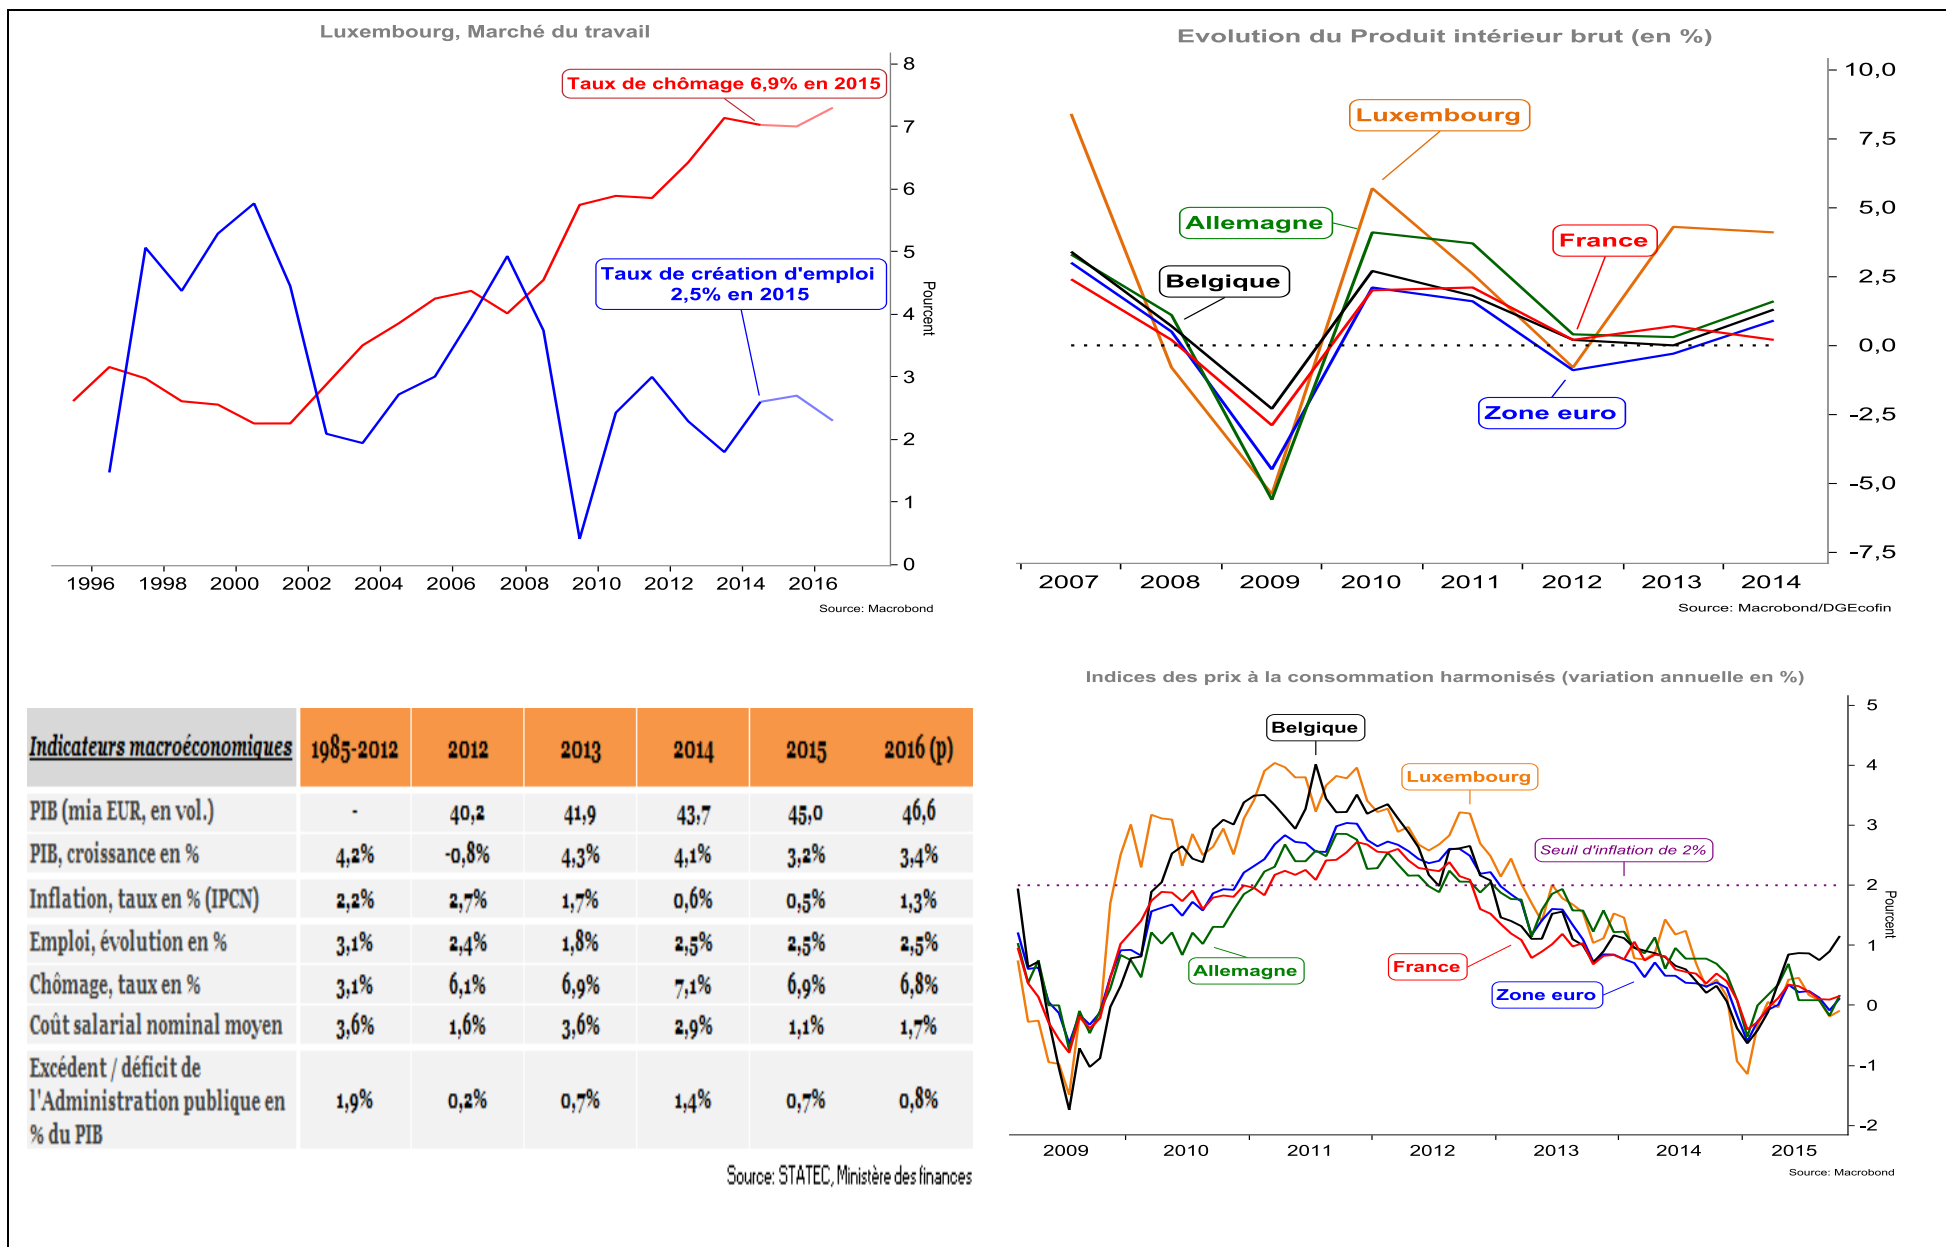 Luxembourg, Marché du travail
8
7
6
5
4
3
2
1
0
Taux de chômage 6,9% en 2015
Taux de création d'emploi
2,5% en 2015
Pourcent
1996 1998 2000 2002 2004 2006 2008 2010 2012 2014 2016
Source: Macrobond
Evolution du Produit intérieur brut (en %)
10,0
7,5
5,0
2,5
0,0
-2,5
-5,0
-7,5
Luxembourg
Allemagne
France
Belgique
Zone euro
2007 2008 2009 2010 2011 2012 2013 2014
Source: Macrobond/DGEcofin
Indicateurs macroéconomiques 1985-2012 2012 2013 2014 2015 2016 (p)
PIB (mia EUR, en vol.) - 40,2 41,9 43,7 45,0 46,6
PIB, croissance en % 4,2% -0,8% 4,3% 4,1% 3,2% 3,4%
Inflation, taux en % (IPCN) 2,2% 2,7% 1,7% 0,6% 0,5% 1,3%
Emploi, évolution en % 3,1% 2,4% 1,8% 2,5% 2,5% 2,5%
Chômage, taux en % 3,1% 6,1% 6,9% 7,1% 6,9% 6,8%
Coût salarial nominal moyen 3,6% 1,6% 3,6% 2,9% 1,1% 1,7%
Excédent / déficit de
l'Administration publique en 1,9% 0,2% 0,7% 1,4% 0,7% 0,8%
% du PIB
Source: STATEC, Ministère des finances
Indices des prix à la consommation harmonisés (variation annuelle en %)
5
4
3
2
1
0
-1
-2
Belgique
Luxembourg
Seuil d'inflation de 2%
Pourcent
Allemagne
France
Zone euro
2009 2010 2011 2012 2013 2014 2015
Source: Macrobond